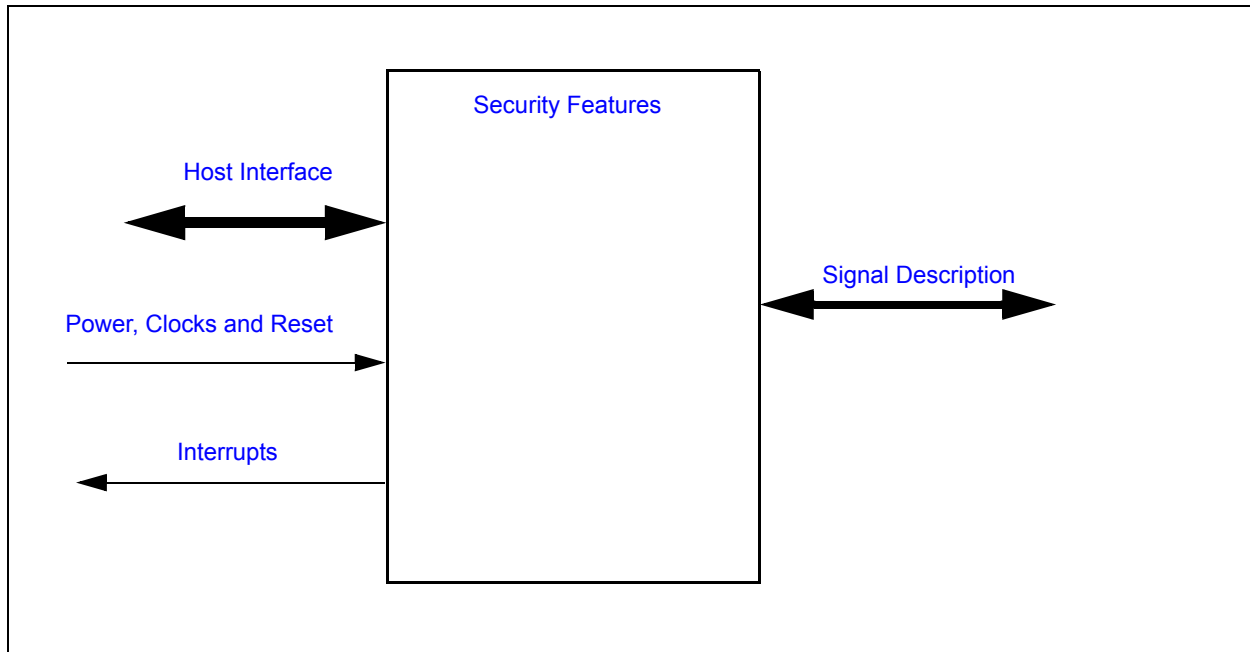 Security Features
Host Interface
Signal Description
Power, Clocks and Reset
Interrupts